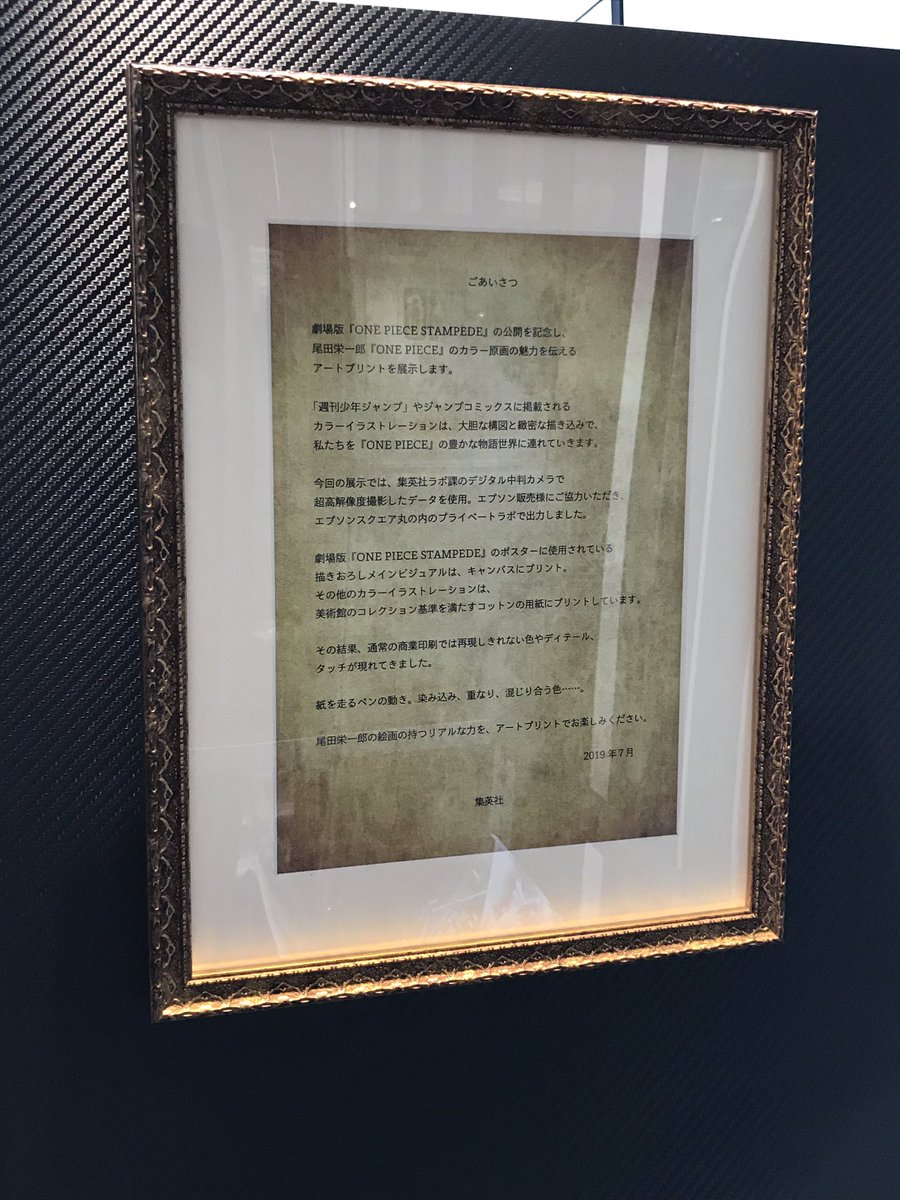 ごあいさつ
劇場版『ONE PIECE STAMPEDE』の公開を記念し、
尾田栄一郎『ONE PIECE』のカラー原画の魅力を伝える
アートプリントを展示します。
「週刊少年ジャンプ」やジャンプコミックスに掲載される
カラーイラストレーションは、大胆な構図と緻密な描き込みで、
私たちを『ONE PIECE』の豊かな物語世界に連れていきます。
今回の展示では、集英社ラボ課のデジタル中判カメラで
超高解像度撮影したデータを使用。エプソン販売様にご協力いただき、
エプソンスクエア丸の内のプライベートラボで出力しました。
劇場版『ONE PIECE STAMPEDE』のポスターに使用されている
描きおろしメインビジュアルは、キャンバスにプリント。
その他のカラーイラストレーションは、
美術館のコレクション基準を満たすコットンの用紙にプリントしています。
その結果、通常の商業印刷では再現しきれない色やディテール、
タッチが現れてきました。
紙を走るペンの動き。染み込み、重なり、混じり合う色……。
尾田栄一郎の絵画の持つリアルな力を、アートプリントでお楽しみください。
2019年7月
集英社